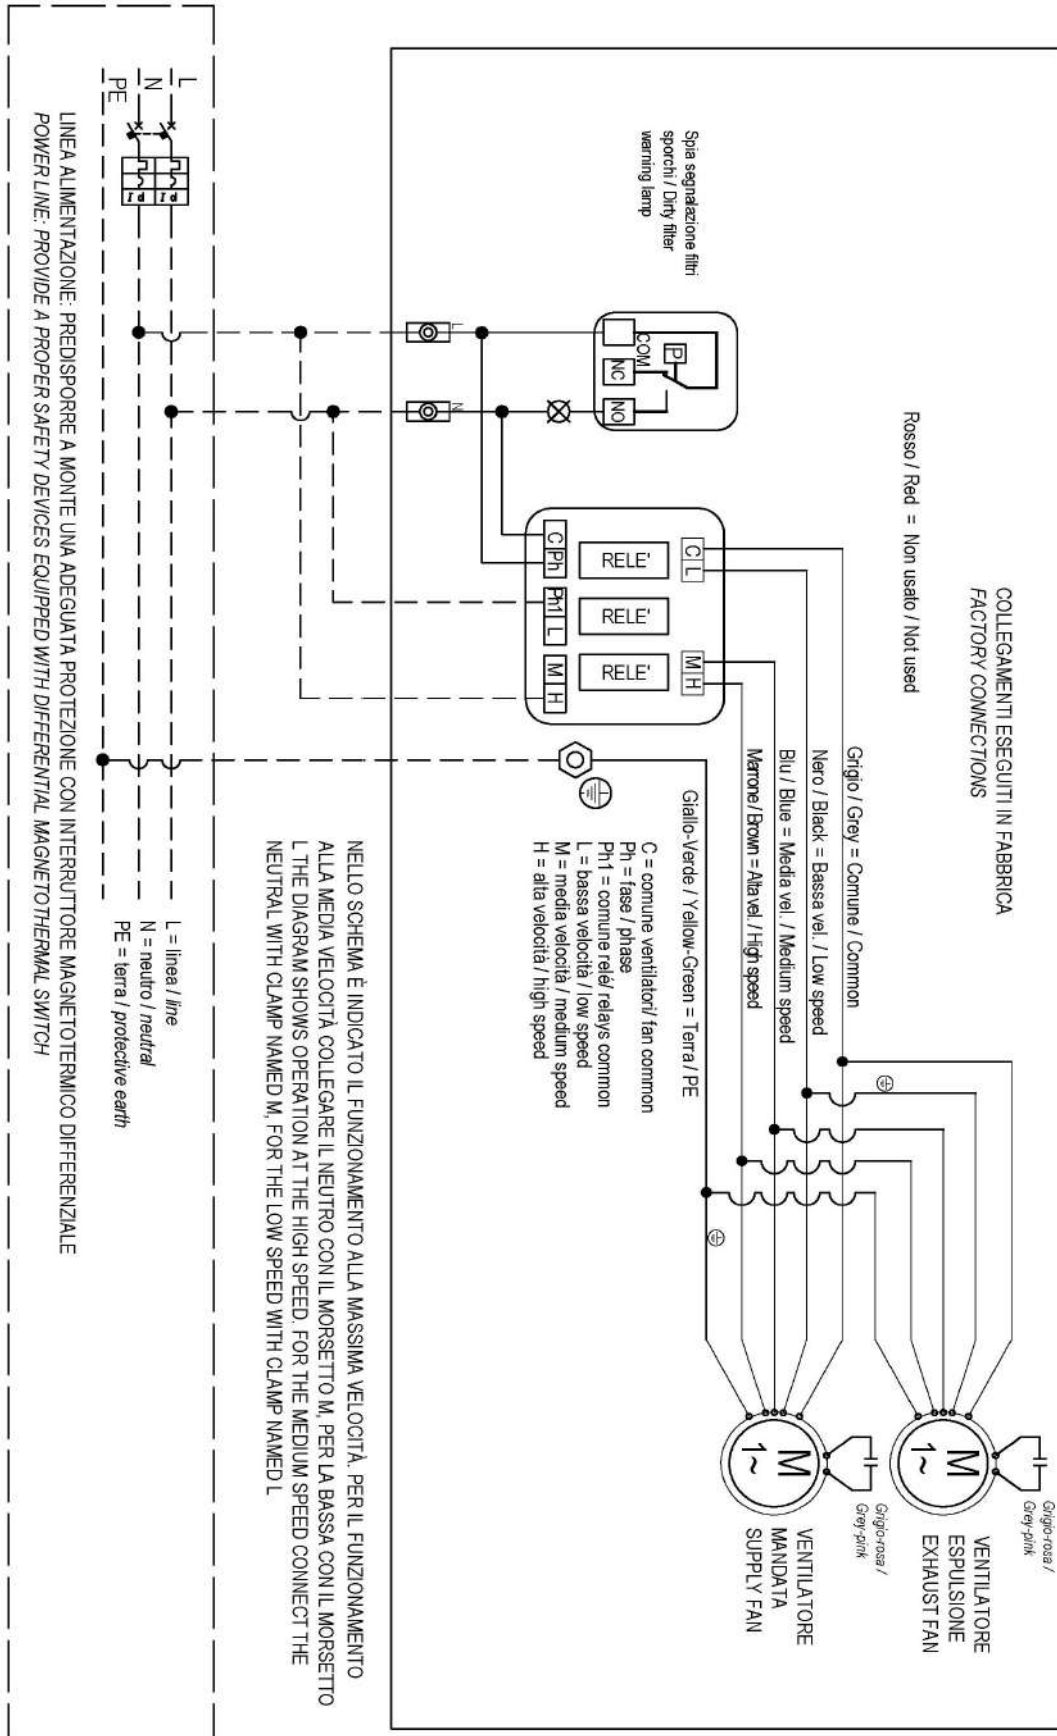 COLLEGAMENTI ESEGUITI IN FABBRICA
FACTORY CONNECTIONS
Rosso / Red = Non usato / Not used
Spia segnalazione filtri
sporchi / Dirty filter
warning lamp
COM
P
NC
NO
L
N
C
L
M
H
RELE'
RELE'
RELE'
C
Ph
Ph1
L
M
H
Grigio / Grey = Comune / Common
Nero / Black = Bassa vel. / Low speed
Blu / Blue = Media vel. / Medium speed
Marrone / Brown = Alta vel. / High speed
Giallo-Verde / Yellow-Green = Terra / PE
C = comune ventilatori/ fan common
Ph = fase / phase
Ph1 = comune relè/ relays common
L = bassa velocità / low speed
M = media velocità / medium speed
H = alta velocità / high speed
Grigio-rosa /
Grey-pink
M
1~
VENTILATORE
ESPULSIONE
EXHAUST FAN
Grigio-rosa /
Grey-pink
M
1~
VENTILATORE
MANDATA
SUPPLY FAN
NELLO SCHEMA È INDICATO IL FUNZIONAMENTO ALLA MASSIMA VELOCITÀ. PER IL FUNZIONAMENTO
ALLA MEDIA VELOCITÀ COLLEGARE IL NEUTRO CON IL MORSETTO M, PER LA BASSA CON IL MORSETTO
L THE DIAGRAM SHOWS OPERATION AT THE HIGH SPEED. FOR THE MEDIUM SPEED CONNECT THE
NEUTRAL WITH CLAMP NAMED M, FOR THE LOW SPEED WITH CLAMP NAMED L
L
N
PE
I d
I d
L = linea / line
N = neutro / neutral
PE = terra / protective earth
LINEA ALIMENTAZIONE: PREDISPORRE A MONTE UNA ADEGUATA PROTEZIONE CON INTERRUTTORE MAGNETOTERMICO DIFFERENZIALE
POWER LINE: PROVIDE A PROPER SAFETY DEVICES EQUIPPED WITH DIFFERENTIAL MAGNETOTHERMAL SWITCH